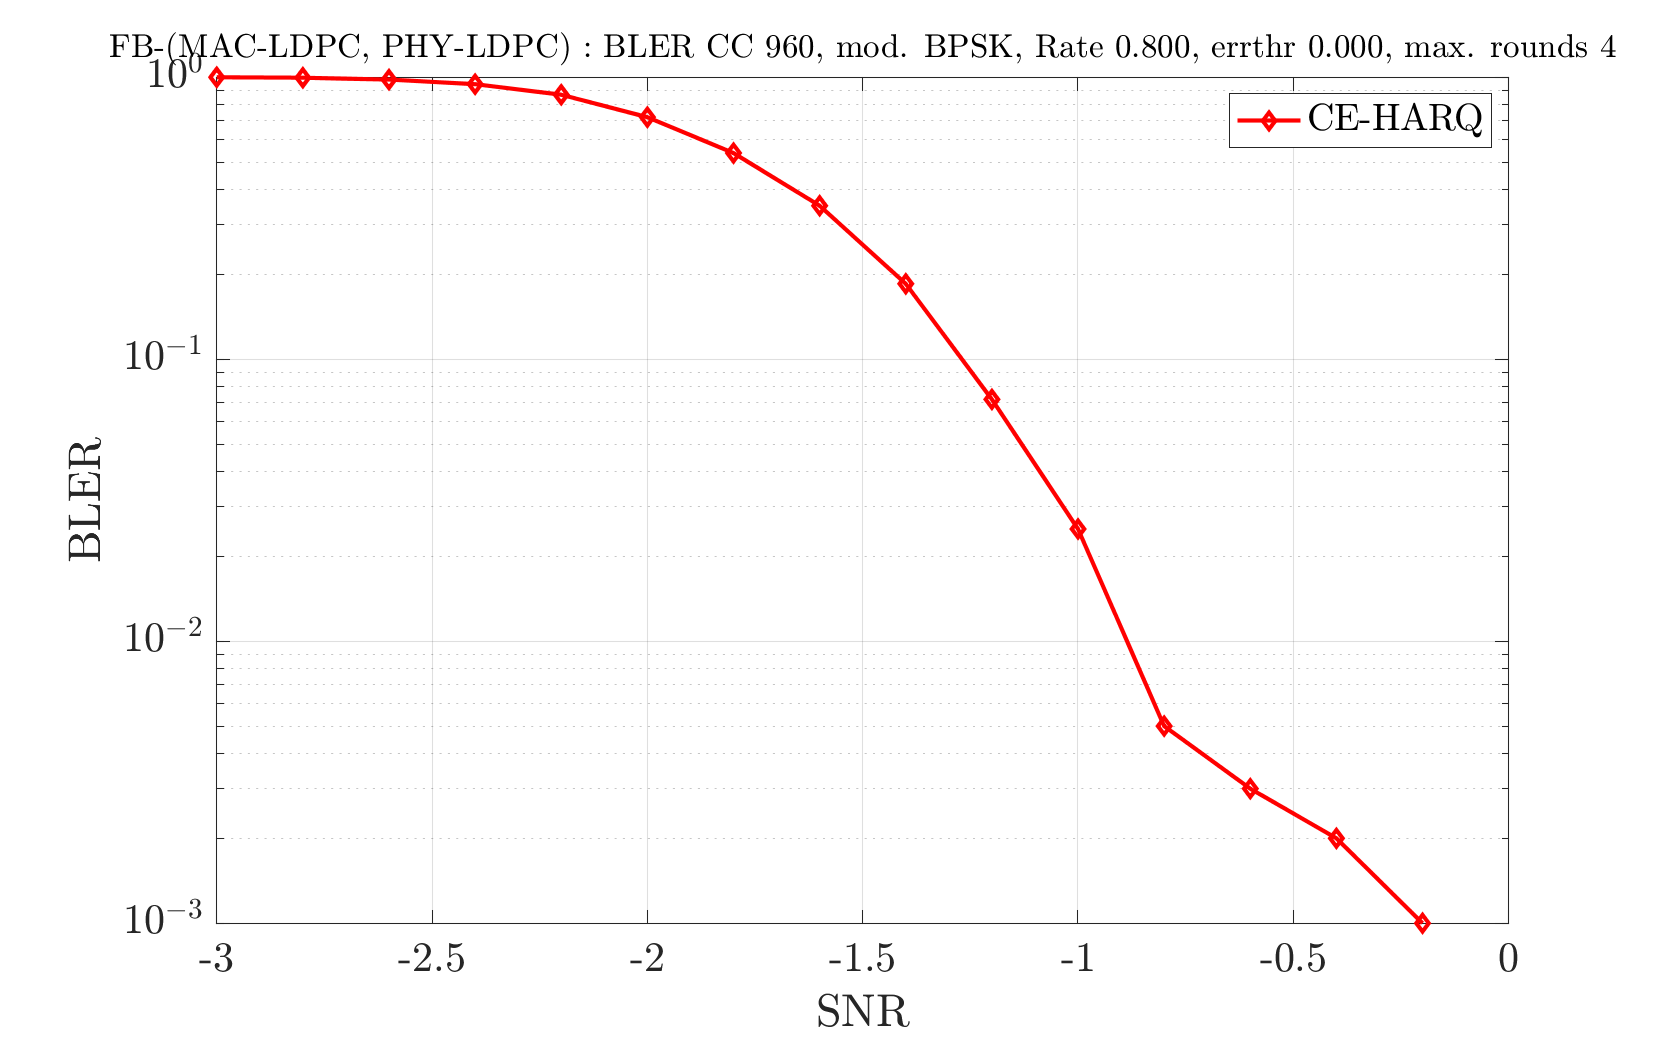 FB-(MAC-LDPC, PHY-LDPC) : BLER CC 960, mod. BPSK, Rate 0.800, errthr 0.000, max. rounds 4
10^0
CE-HARQ
10^{-1}
BLER
10^{-2}
10^{-3}
-3 -2.5 -2 -1.5 -1 -0.5 0
SNR